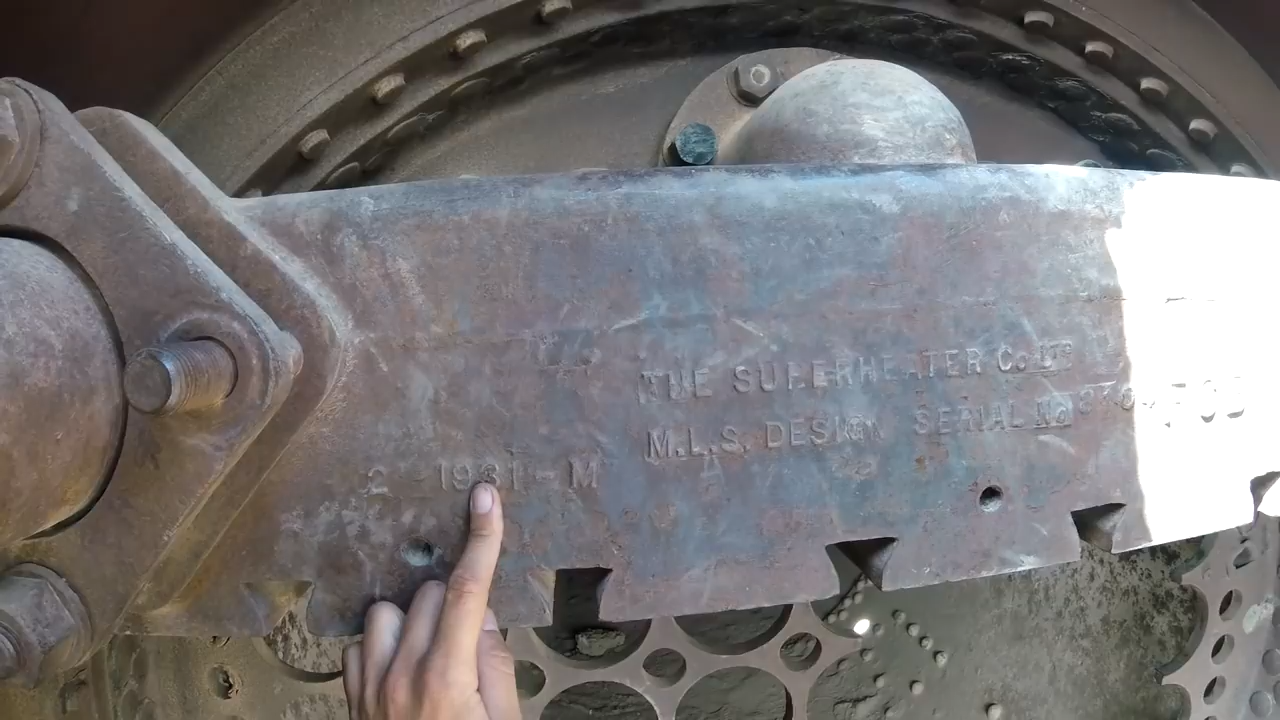 THE SUPERHEATER Co. LTD
M.L.S. DESIGN SERIAL No
2 - 1931 - M